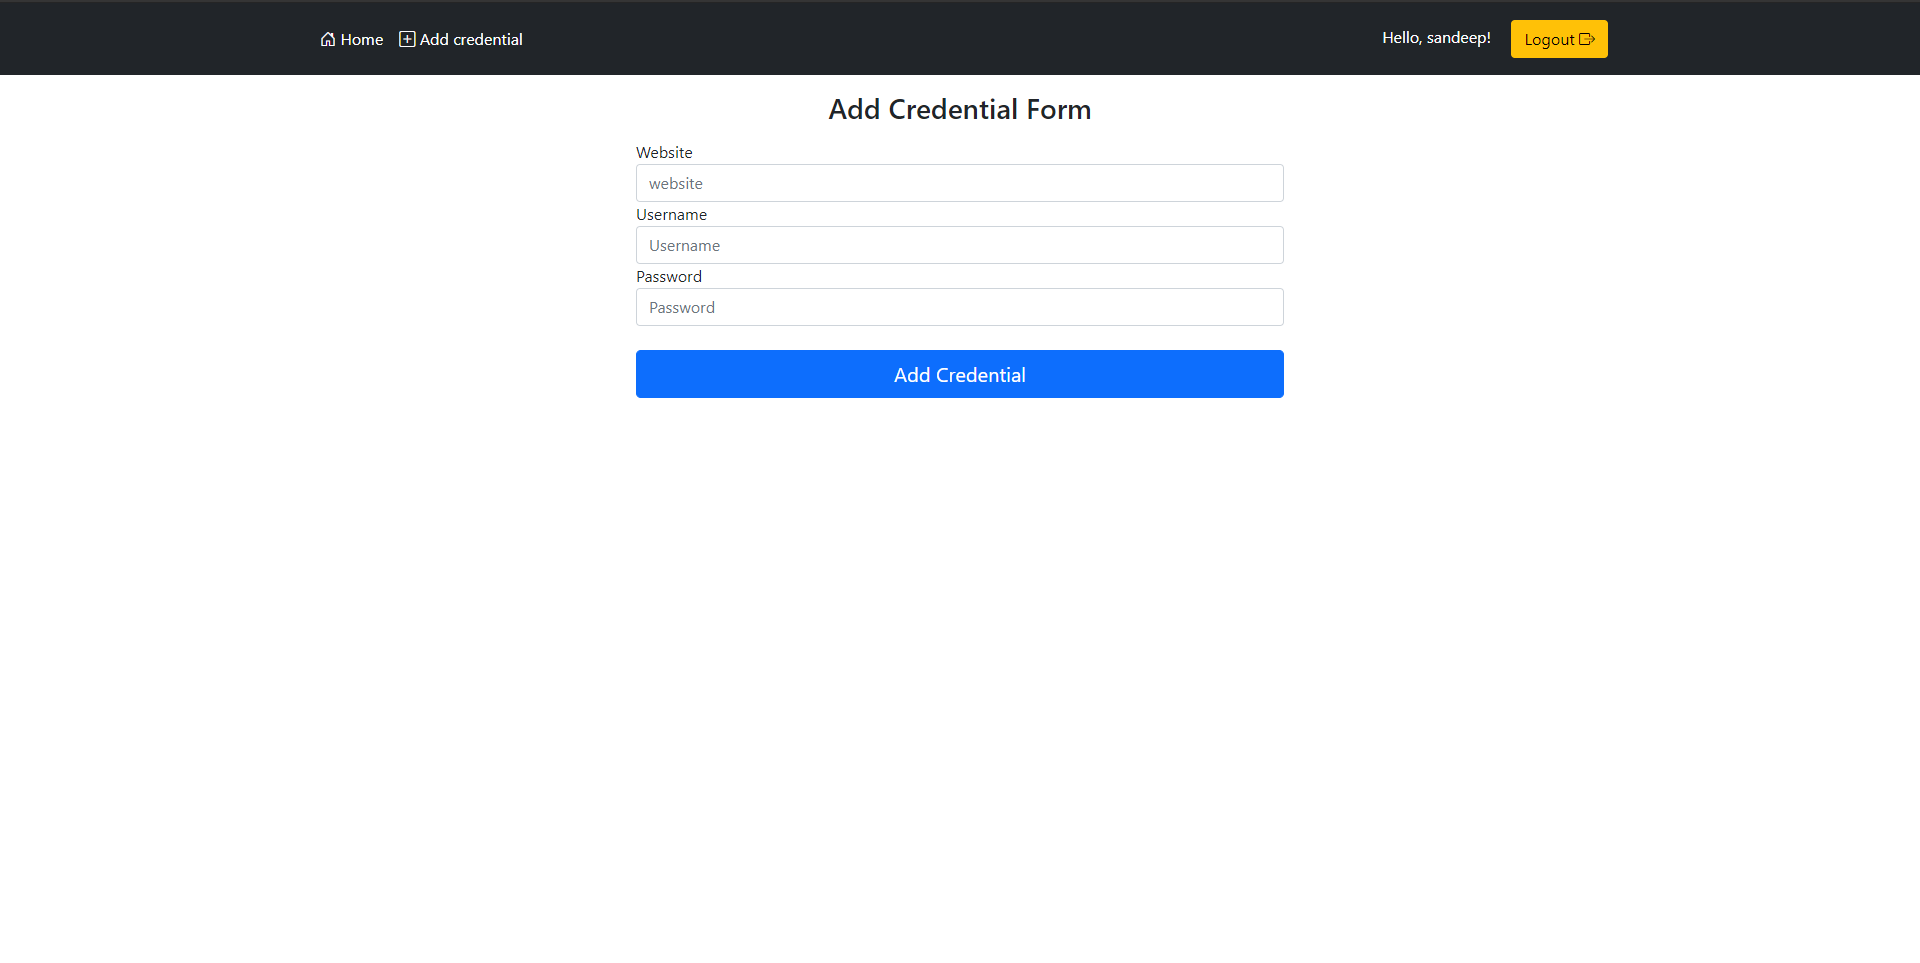 Home Add credential Hello, sandeep! Logout
Add Credential Form
Website
website
Username
Username
Password
Password
Add Credential